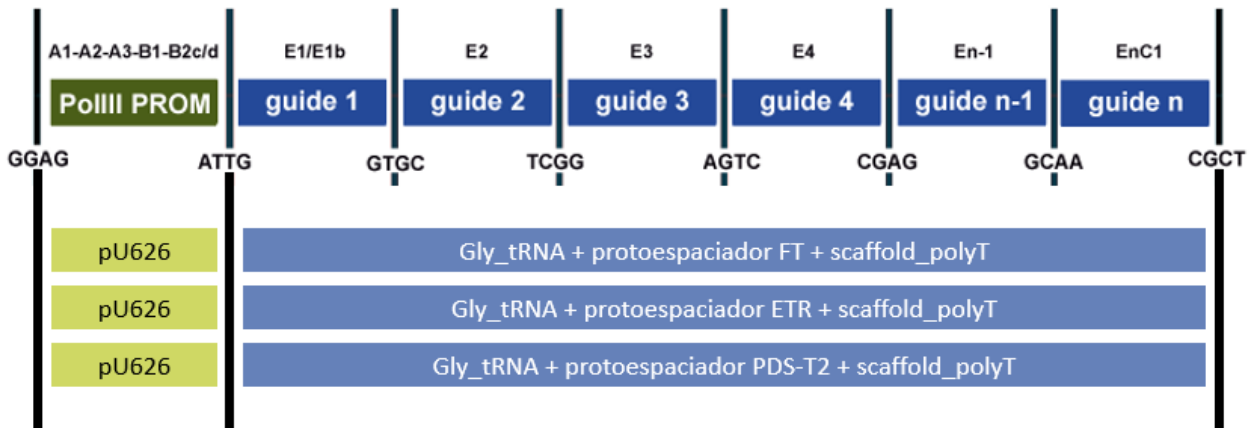 A1-A2-A3-B1-B2c/d E1/E1b E2 E3 E4 En-1 EnC1
PolIII PROM guide 1 guide 2 guide 3 guide 4 guide n-1 guide n
GGAG ATTG GTGC TCGG AGTC CGAG GCAA CGCT
pU626 Gly_tRNA + protoespaciador FT + scaffold_polyT
pU626 Gly_tRNA + protoespaciador ETR + scaffold_polyT
pU626 Gly_tRNA + protoespaciador PDS-T2 + scaffold_polyT